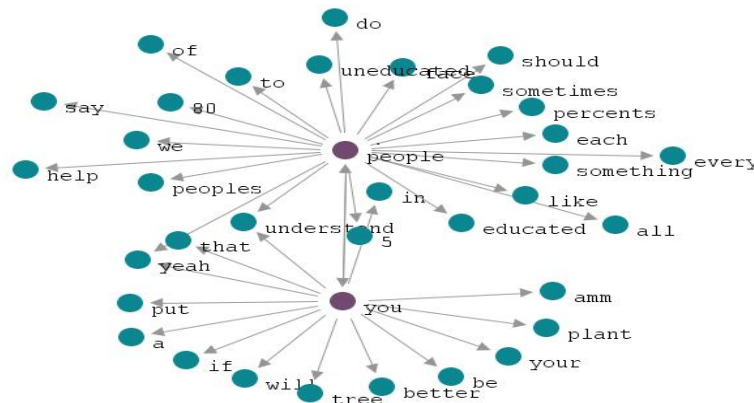 do
of
should
to
uneducated
face
sometimes
say
80
percents
we
each
people
every
help
peoples
something
in
like
understand
educated
all
that
5
yeah
amm
put
you
plant
a
if
your
will
be
tree
better